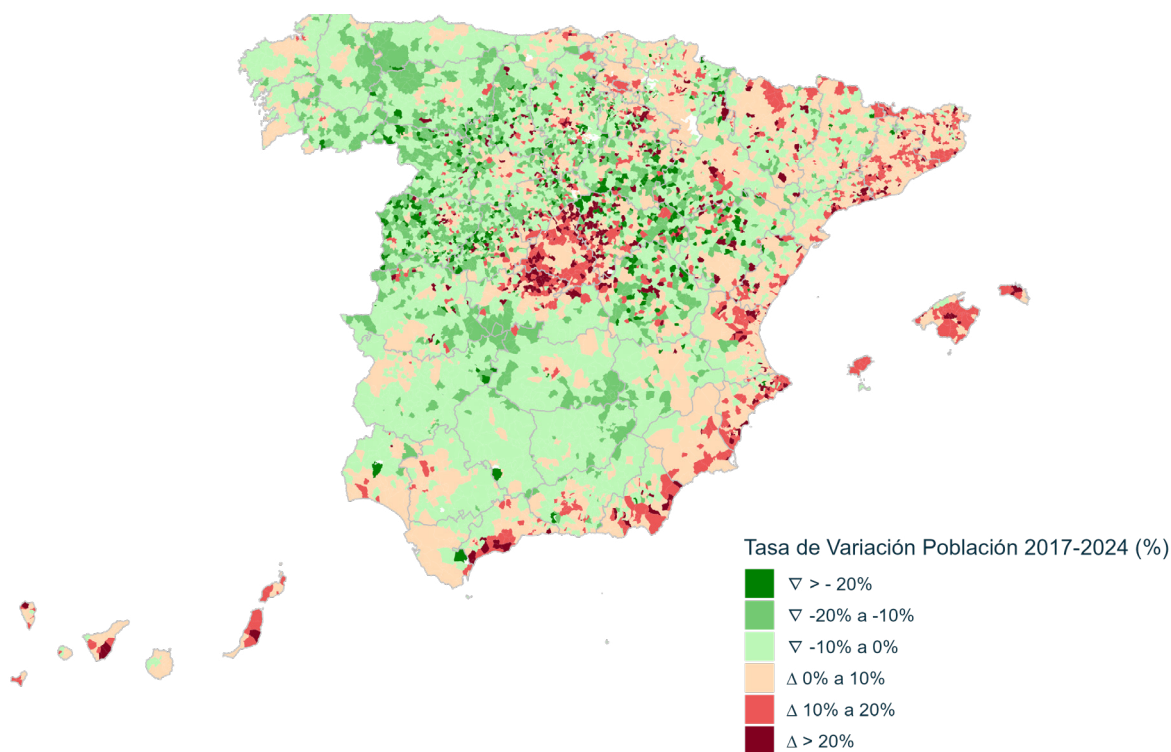 Tasa de Variación Población 2017-2024 (%)
▽ > - 20%
▽ -20% a -10%
▽ -10% a 0%
Δ 0% a 10%
Δ 10% a 20%
Δ > 20%